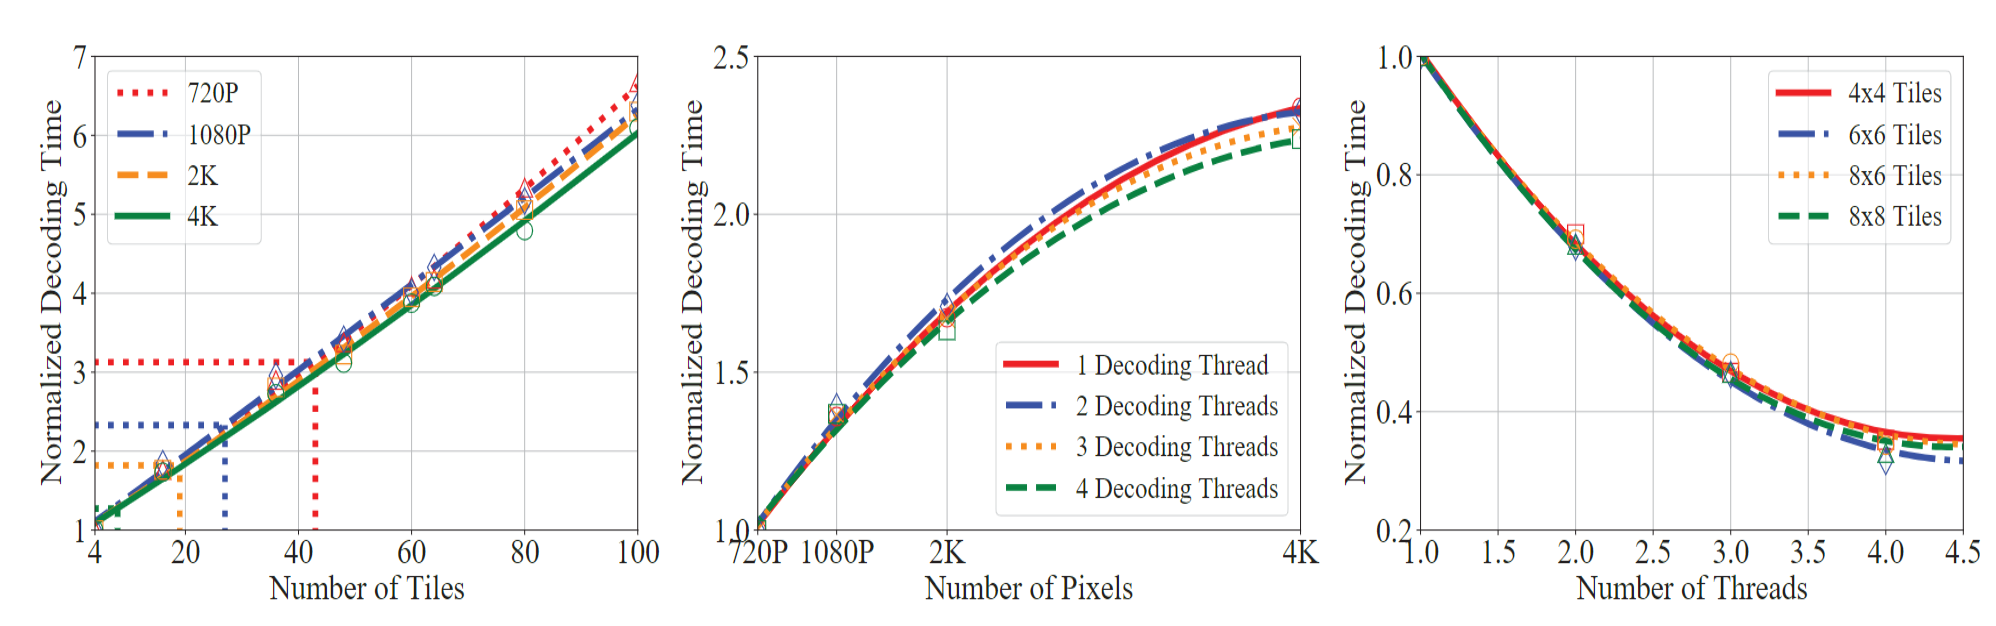 Normalized Decoding Time
7
6
5
4
3
2
1
720P
1080P
2K
4K
4 20 40 60 80 100
Number of Tiles
Normalized Decoding Time
2.5
2.0
1.5
1.0
1 Decoding Thread
2 Decoding Threads
3 Decoding Threads
4 Decoding Threads
720P 1080P 2K 4K
Number of Pixels
Normalized Decoding Time
1.0
0.8
0.6
0.4
0.2
4x4 Tiles
6x6 Tiles
8x6 Tiles
8x8 Tiles
1.0 1.5 2.0 2.5 3.0 3.5 4.0 4.5
Number of Threads